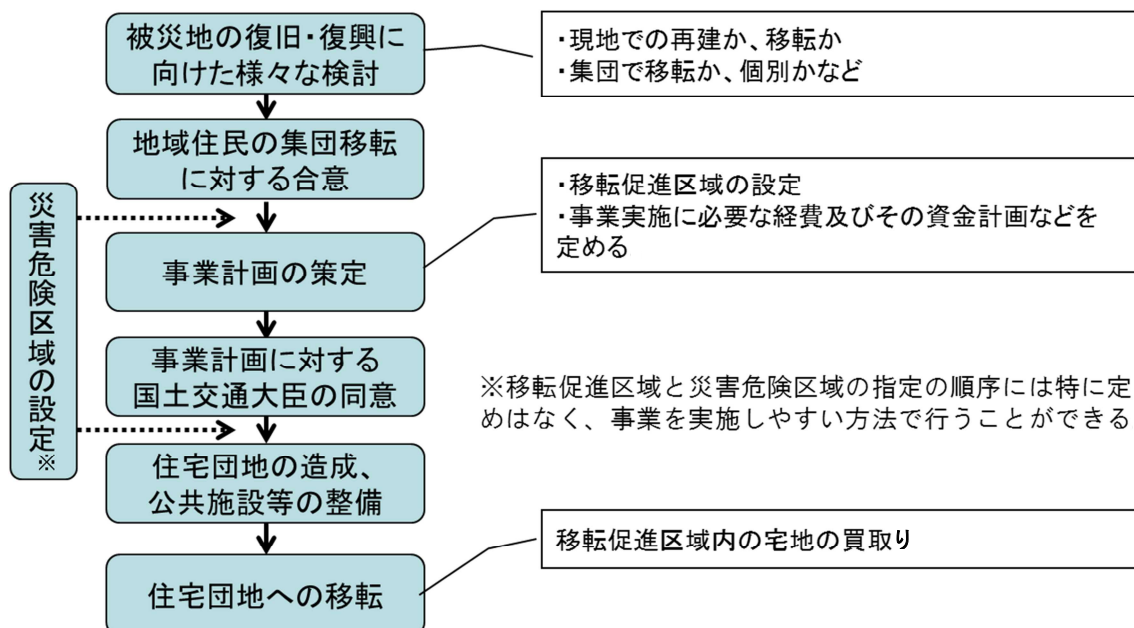 被災地の復旧・復興に
向けた様々な検討
・現地での再建か、移転か
・集団で移転か、個別かなど
地域住民の集団移転
に対する合意
災害危険区域の設定※
・移転促進区域の設定
・事業実施に必要な経費及びその資金計画などを
定める
事業計画の策定
事業計画に対する
国土交通大臣の同意
※移転促進区域と災害危険区域の指定の順序には特に定
めはなく、事業を実施しやすい方法で行うことができる
住宅団地の造成、
公共施設等の整備
移転促進区域内の宅地の買取り
住宅団地への移転